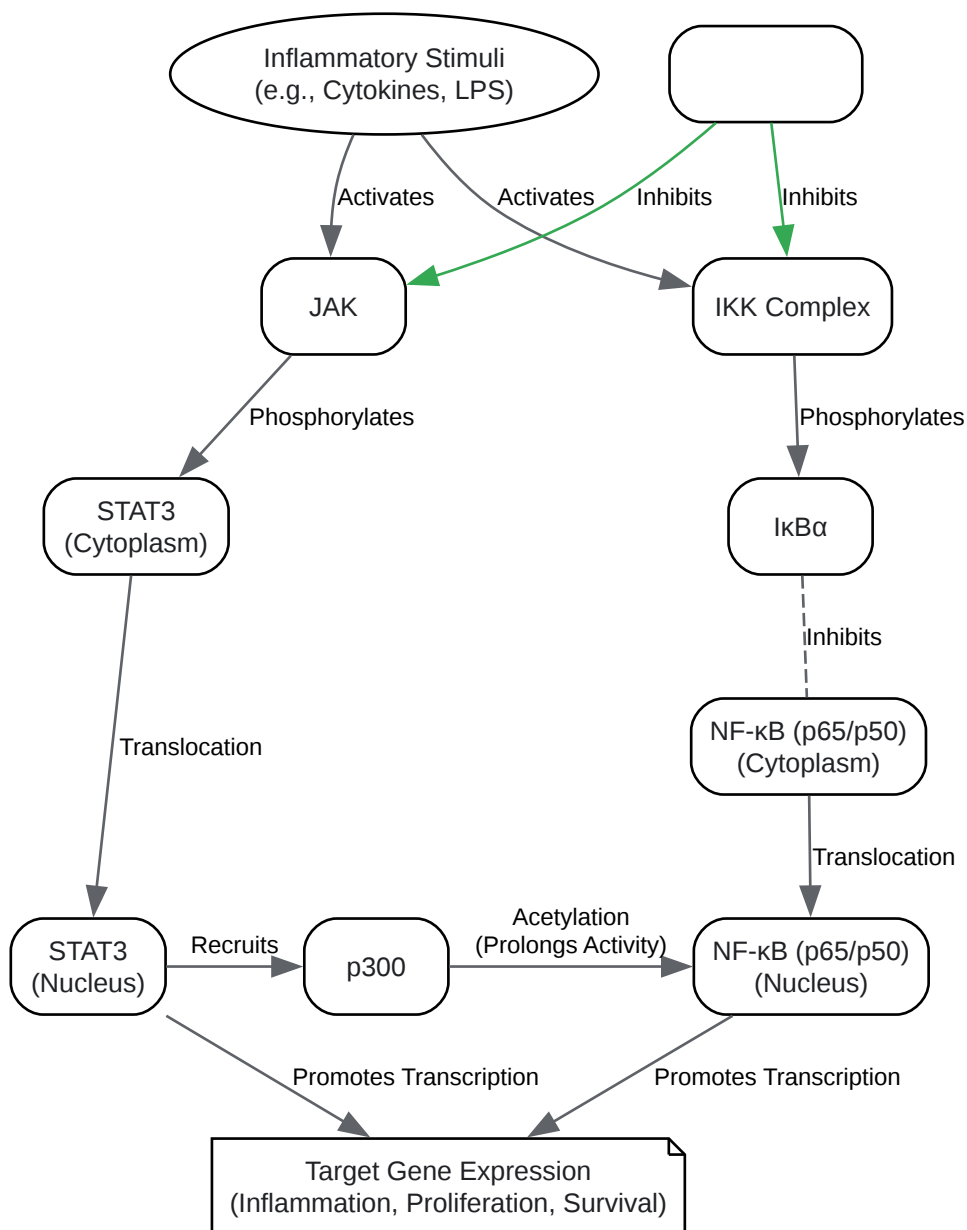 Inflammatory Stimuli
(e.g., Cytokines, LPS)
Activates
Activates
Inhibits
Inhibits
JAK
IKK Complex
Phosphorylates
Phosphorylates
STAT3
(Cytoplasm)
IκBα
Inhibits
NF-κB (p65/p50)
(Cytoplasm)
Translocation
Translocation
STAT3
(Nucleus)
Recruits
p300
Acetylation
(Prolongs Activity)
NF-κB (p65/p50)
(Nucleus)
Promotes Transcription
Promotes Transcription
Target Gene Expression
(Inflammation, Proliferation, Survival)